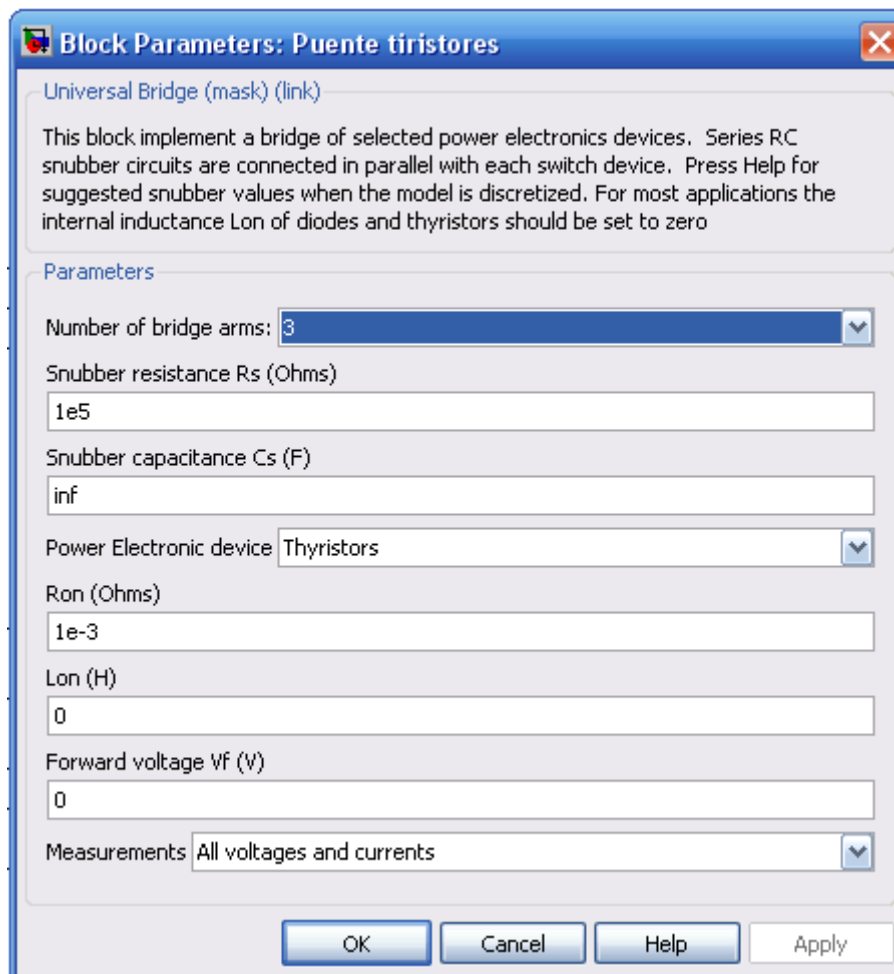 Block Parameters: Puente tiristores
Universal Bridge (mask) (link)
This block implement a bridge of selected power electronics devices.  Series RC
snubber circuits are connected in parallel with each switch device.  Press Help for
suggested snubber values when the model is discretized. For most applications the
internal inductance Lon of diodes and thyristors should be set to zero
Parameters
Number of bridge arms: 3
Snubber resistance Rs (Ohms)
1e5
Snubber capacitance Cs (F)
inf
Power Electronic device Thyristors
Ron (Ohms)
1e-3
Lon (H)
0
Forward voltage Vf (V)
0
Measurements All voltages and currents
OK Cancel Help Apply